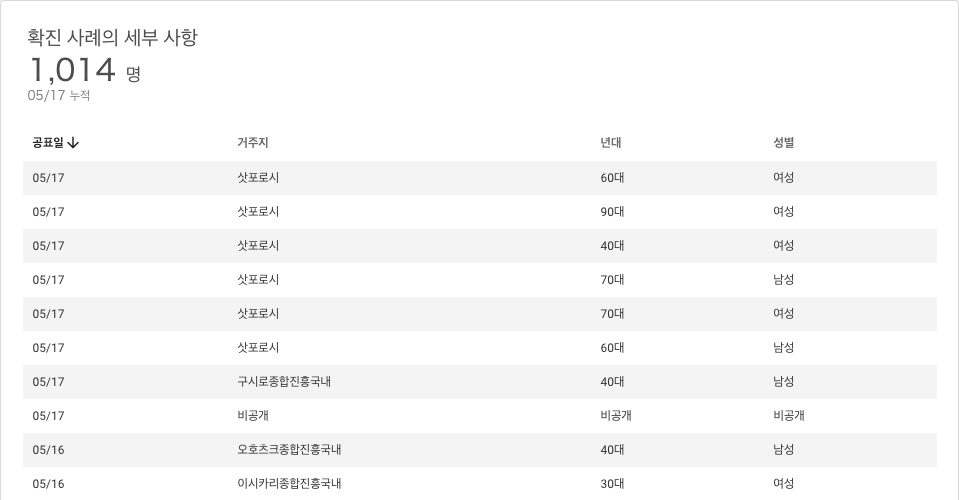 확진 사례의 세부 사항
1,014 명
05/17 누적
공표일 거주지 년대 성별
05/17 삿포로시 60대 여성
05/17 삿포로시 90대 여성
05/17 삿포로시 40대 여성
05/17 삿포로시 70대 남성
05/17 삿포로시 70대 여성
05/17 삿포로시 60대 남성
05/17 구시로종합진흥국내 40대 남성
05/17 비공개 비공개 비공개
05/16 오호츠크종합진흥국내 40대 남성
05/16 이시카리종합진흥국내 30대 여성